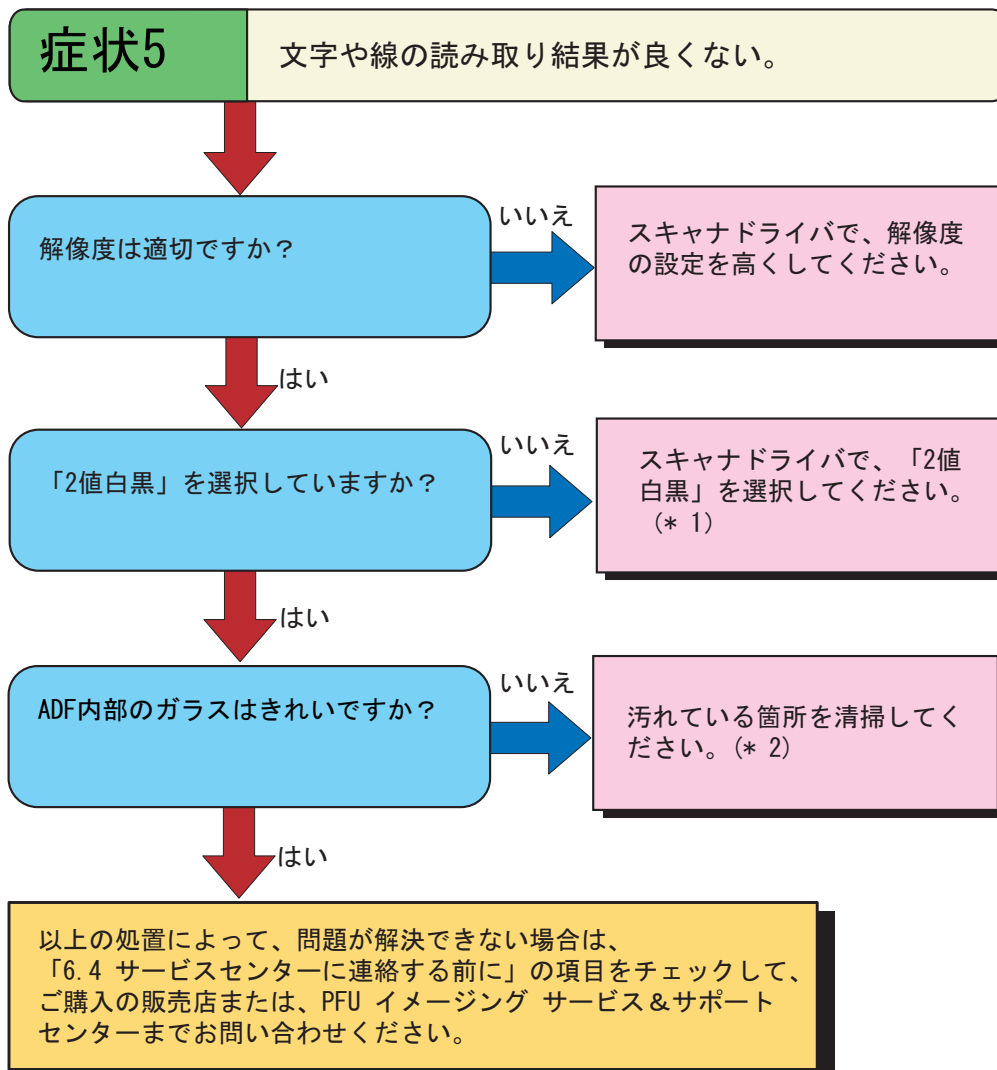 症状5
文字や線の読み取り結果が良くない。
解像度は適切ですか？
いいえ
スキャナドライバで、解像度
の設定を高くしてください。
はい
「2値白黒」を選択していますか？
いいえ
スキャナドライバで、「2値
白黒」を選択してください。
(* 1)
はい
ADF内部のガラスはきれいですか？
いいえ
汚れている箇所を清掃してく
ださい。(* 2)
はい
以上の処置によって、問題が解決できない場合は、
「6.4 サービスセンターに連絡する前に」の項目をチェックして、
ご購入の販売店または、PFU イメージング サービス＆サポート
センターまでお問い合わせください。